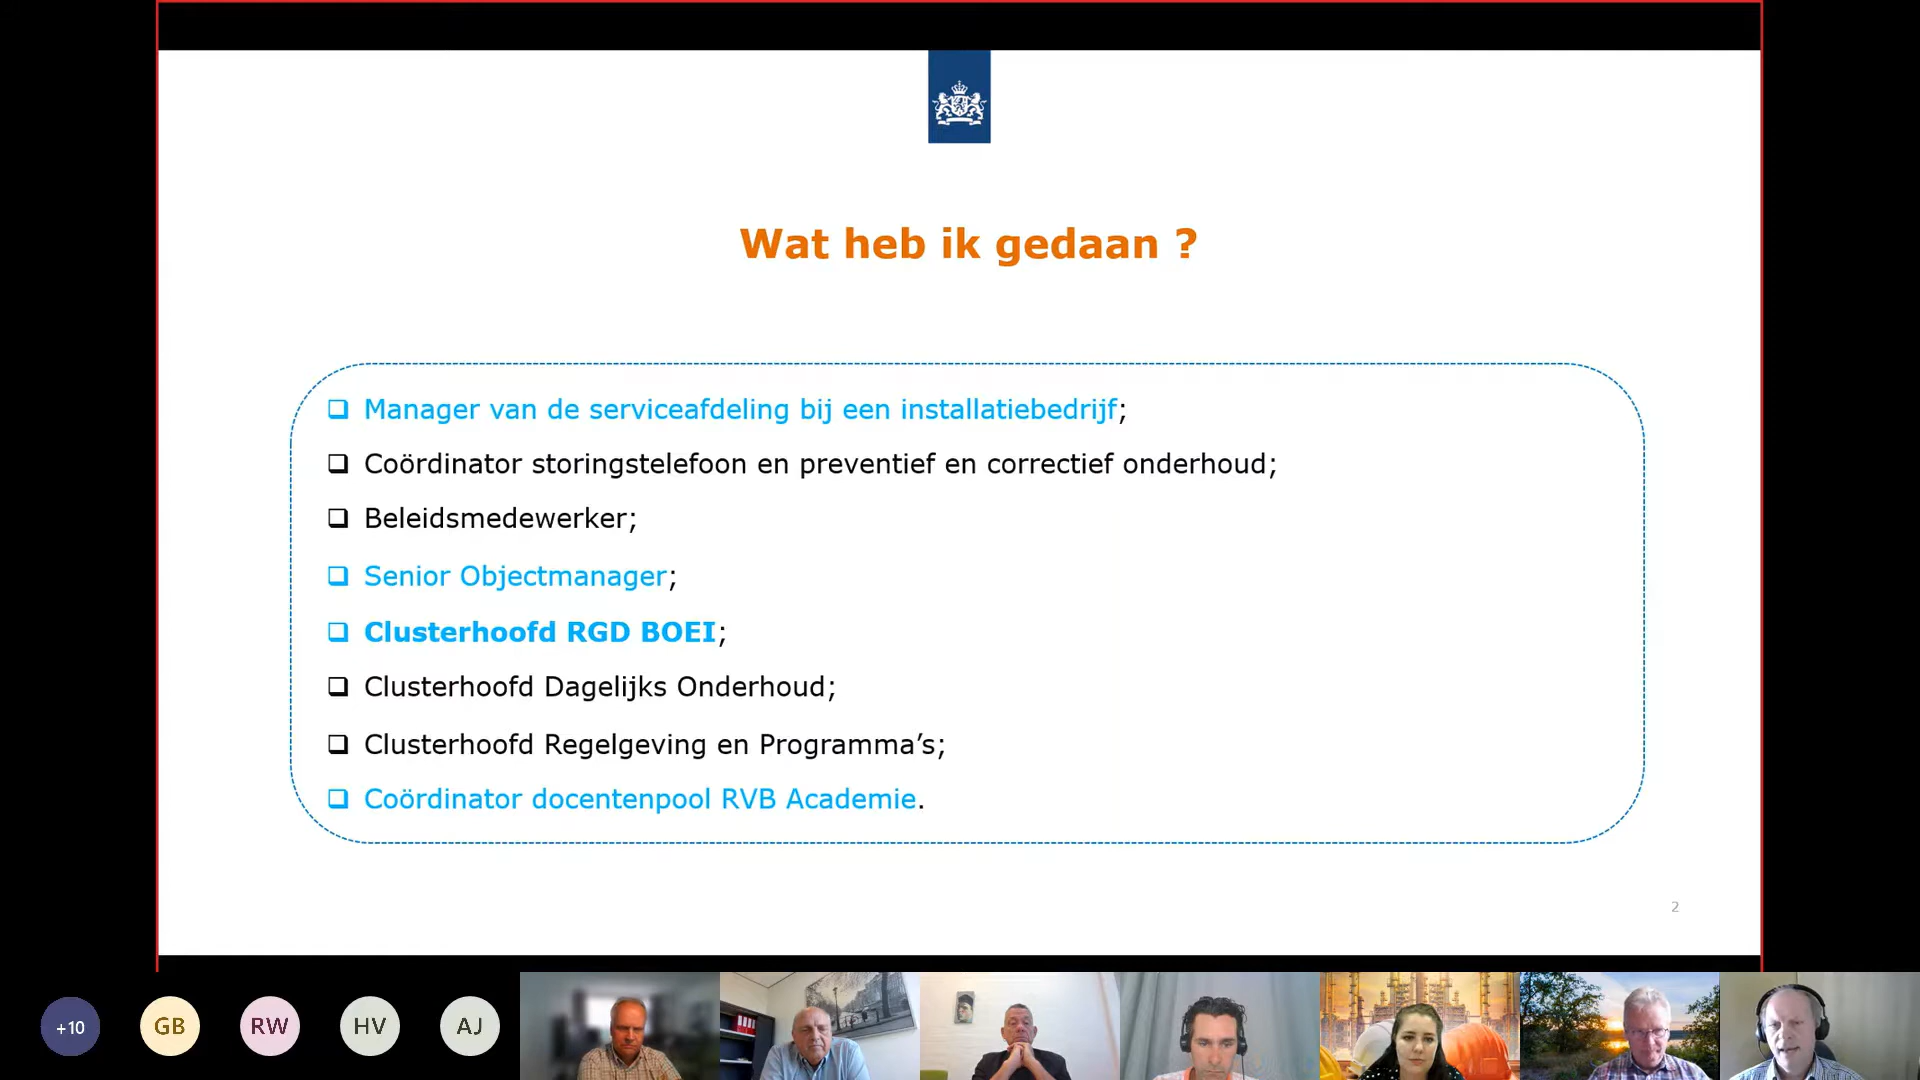 Wat heb ik gedaan ?
❑ Manager van de serviceafdeling bij een installatiebedrijf;
❑ Coördinator storingstelefoon en preventief en correctief onderhoud;
❑ Beleidsmedewerker;
❑ Senior Objectmanager;
❑ Clusterhoofd RGD BOEI;
❑ Clusterhoofd Dagelijks Onderhoud;
❑ Clusterhoofd Regelgeving en Programma’s;
❑ Coördinator docentenpool RVB Academie.
2
+10 GB RW HV AJ